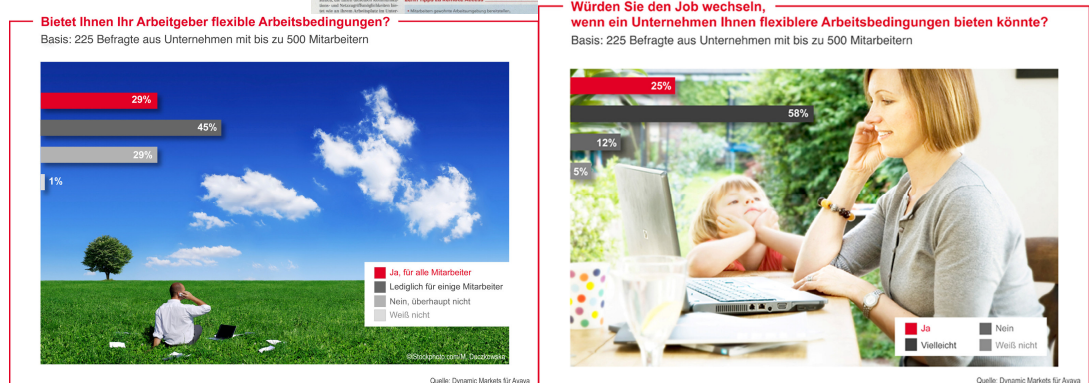 Bietet Ihnen Ihr Arbeitgeber flexible Arbeitsbedingungen?
Basis: 225 Befragte aus Unternehmen mit bis zu 500 Mitarbeitern
29%
45%
29%
1%
Ja, für alle Mitarbeiter
Lediglich für einige Mitarbeiter
Nein, überhaupt nicht
Weiß nicht
Quelle: Dynamic Markets für Avaya
Würden Sie den Job wechseln,
wenn ein Unternehmen Ihnen flexiblere Arbeitsbedingungen bieten könnte?
Basis: 225 Befragte aus Unternehmen mit bis zu 500 Mitarbeitern
25%
58%
12%
5%
Ja
Nein
Vielleicht
Weiß nicht
Quelle: Dynamic Markets für Avaya